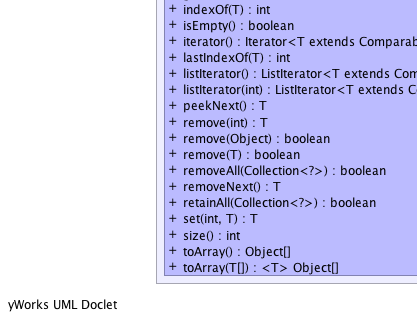 + indexOf(T) : int
+ isEmpty() : boolean
+ iterator() : Iterator<T extends Comparab
+ lastIndexOf(T) : int
+ listIterator() : ListIterator<T extends Com
+ listIterator(int) : ListIterator<T extends C
+ peekNext() : T
+ remove(int) : T
+ remove(Object) : boolean
+ remove(T) : boolean
+ removeAll(Collection<?>) : boolean
+ removeNext() : T
+ retainAll(Collection<?>) : boolean
+ set(int, T) : T
+ size() : int
+ toArray() : Object[]
+ toArray(T[]) : <T> Object[]
yWorks UML Doclet